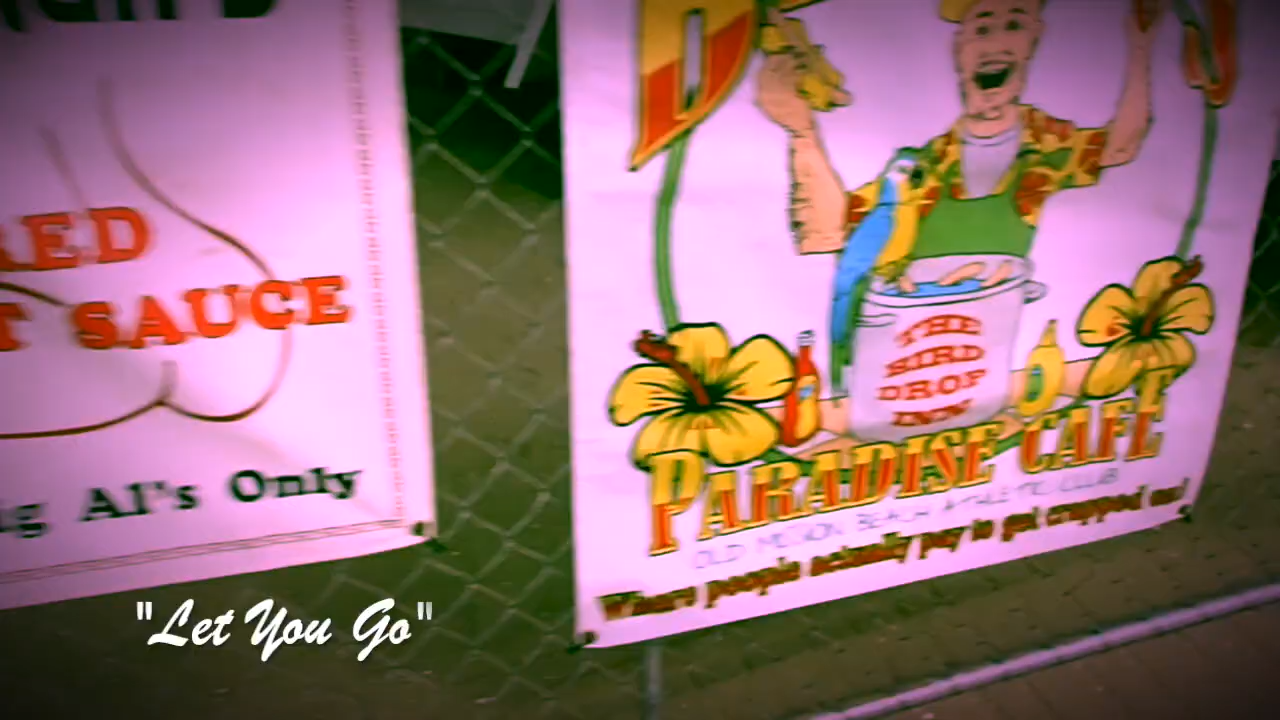 SAUCE
Al's Only
THE
BIRD
DROP
INN
PARADISE CAFE
OLD MISSION BEACH ATHLETIC CLUB
Where people actually pay to get crapped on!
"Let You Go"